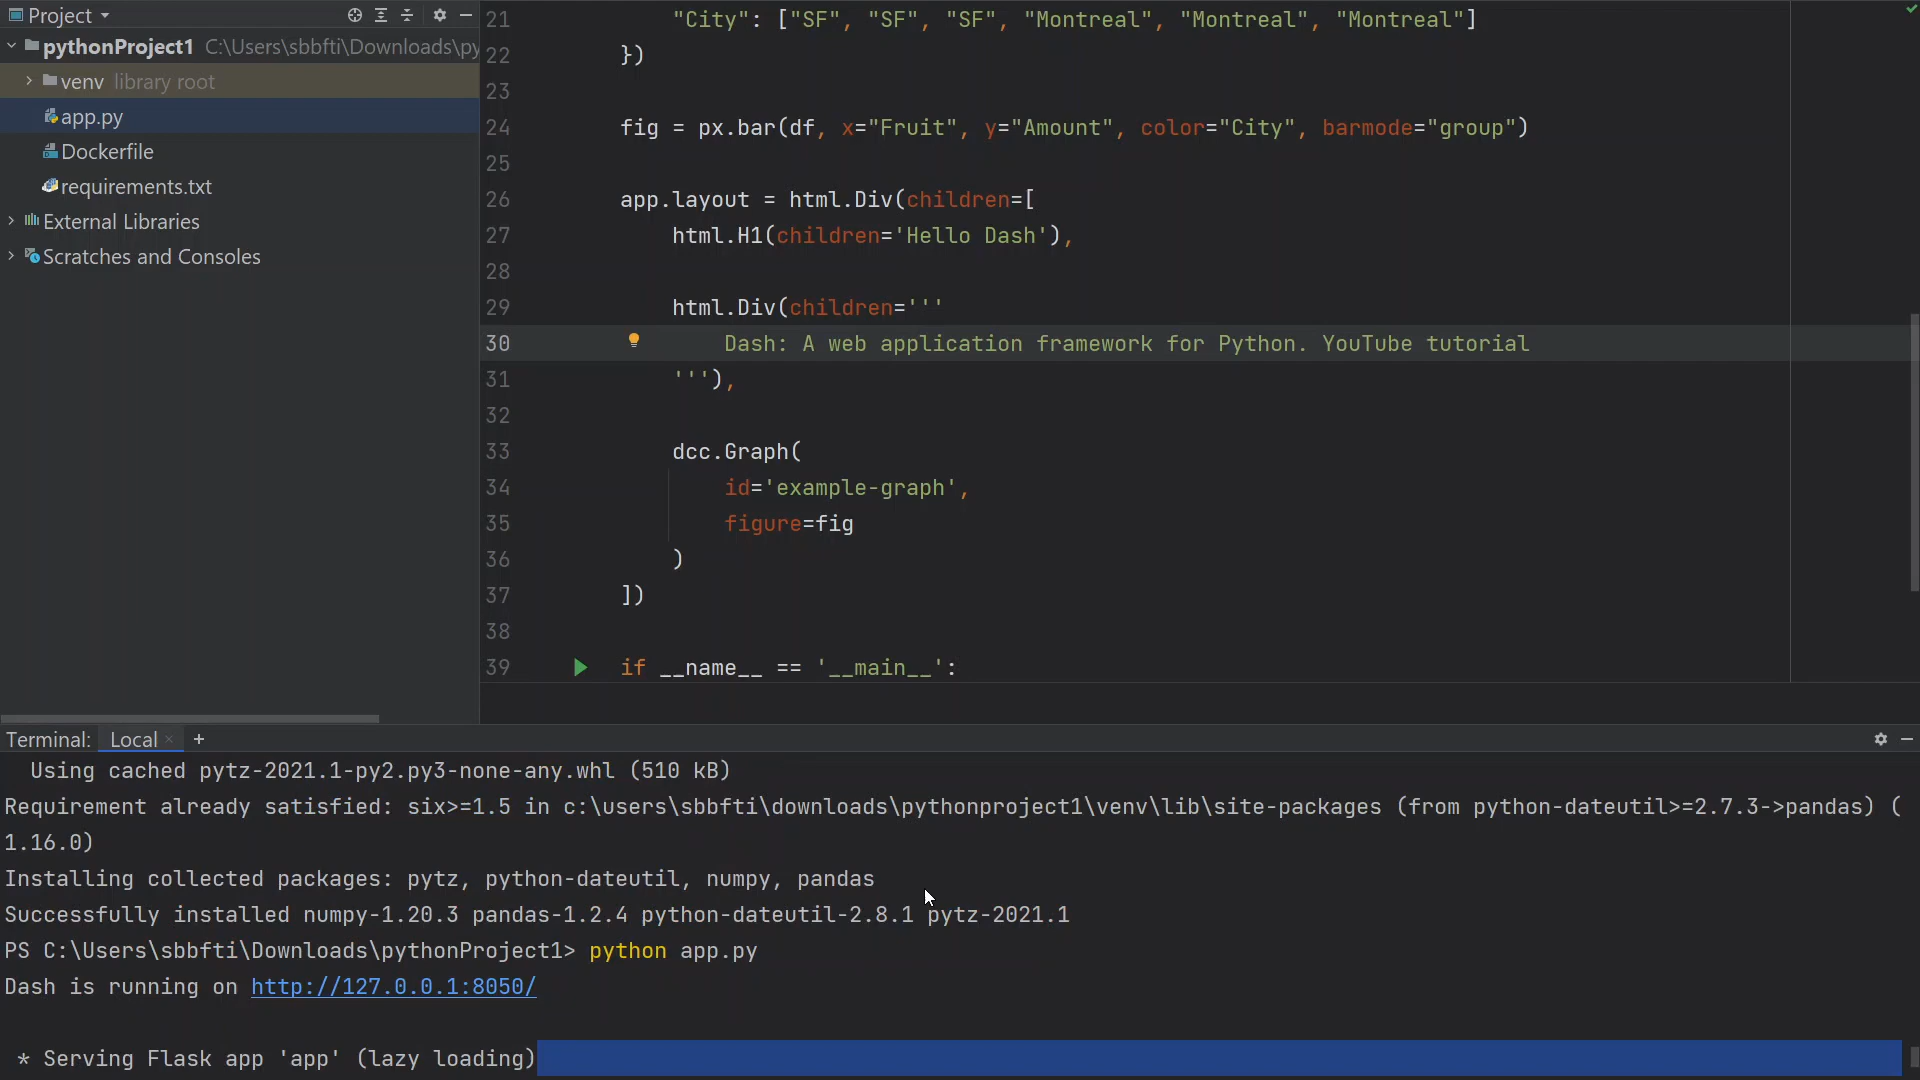 Project
pythonProject1 C:\Users\sbbfti\Downloads\py
venv library root
app.py
Dockerfile
requirements.txt
External Libraries
Scratches and Consoles
21 "City": ["SF", "SF", "SF", "Montreal", "Montreal", "Montreal"]
22 })
23
24 fig = px.bar(df, x="Fruit", y="Amount", color="City", barmode="group")
25
26 app.layout = html.Div(children=[
27 html.H1(children='Hello Dash'),
28
29 html.Div(children='''
30 Dash: A web application framework for Python. YouTube tutorial
31 '''),
32
33 dcc.Graph(
34 id='example-graph',
35 figure=fig
36 )
37 ])
38
39 if __name__ == '__main__':
Terminal: Local × +
Using cached pytz-2021.1-py2.py3-none-any.whl (510 kB)
Requirement already satisfied: six>=1.5 in c:\users\sbbfti\downloads\pythonproject1\venv\lib\site-packages (from python-dateutil>=2.7.3->pandas) (
1.16.0)
Installing collected packages: pytz, python-dateutil, numpy, pandas
Successfully installed numpy-1.20.3 pandas-1.2.4 python-dateutil-2.8.1 pytz-2021.1
PS C:\Users\sbbfti\Downloads\pythonProject1> python app.py
Dash is running on http://127.0.0.1:8050/
* Serving Flask app 'app' (lazy loading)